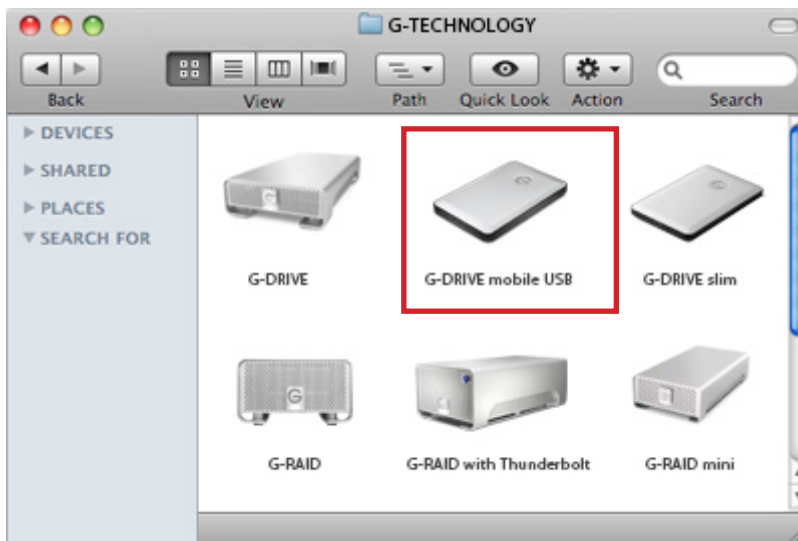 G-TECHNOLOGY
Back View Path Quick Look Action Search
DEVICES
SHARED
PLACES
SEARCH FOR
G-DRIVE G-DRIVE mobile USB G-DRIVE slim
G-RAID G-RAID with Thunderbolt G-RAID mini